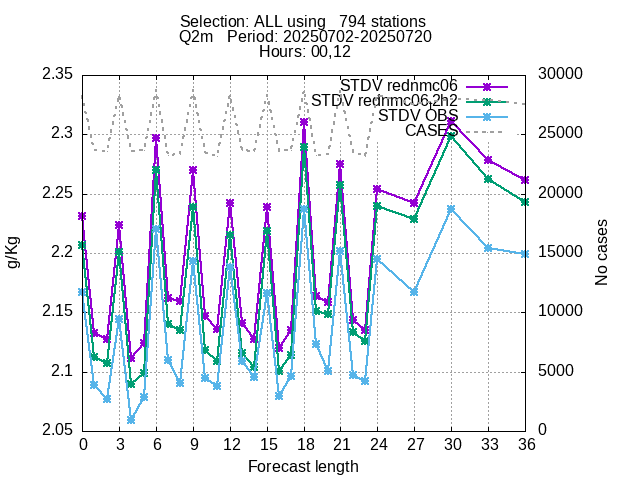 Selection: ALL using   794 stations
Q2m   Period: 20250702-20250720
Hours: 00,12
STDV rednmc06
STDV rednmc06,2h2
STDV OBS
CASES
2.35
2.3
2.25
2.2
2.15
2.1
2.05
30000
25000
20000
15000
10000
5000
0
g/Kg
No cases
0 3 6 9 12 15 18 21 24 27 30 33 36
Forecast length